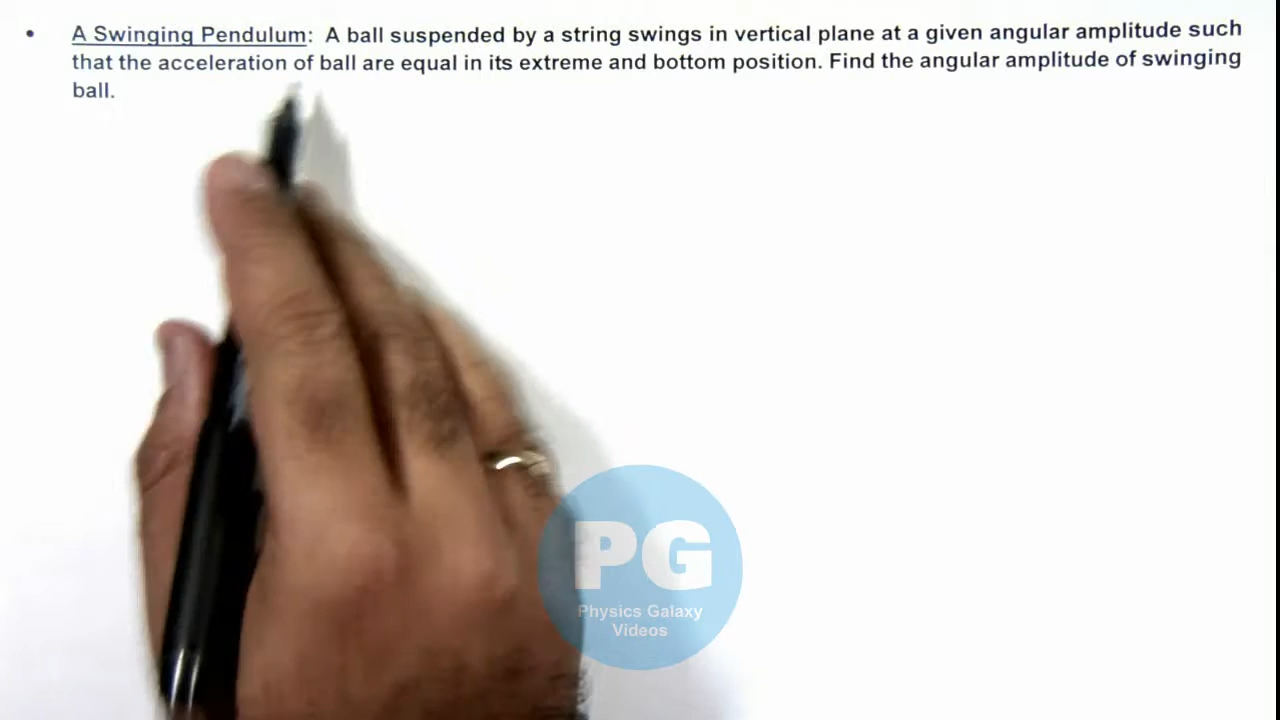 • A Swinging Pendulum: A ball suspended by a string swings in vertical plane at a given angular amplitude such
that the acceleration of ball are equal in its extreme and bottom position. Find the angular amplitude of swinging
ball.
PG
Physics Galaxy
Videos